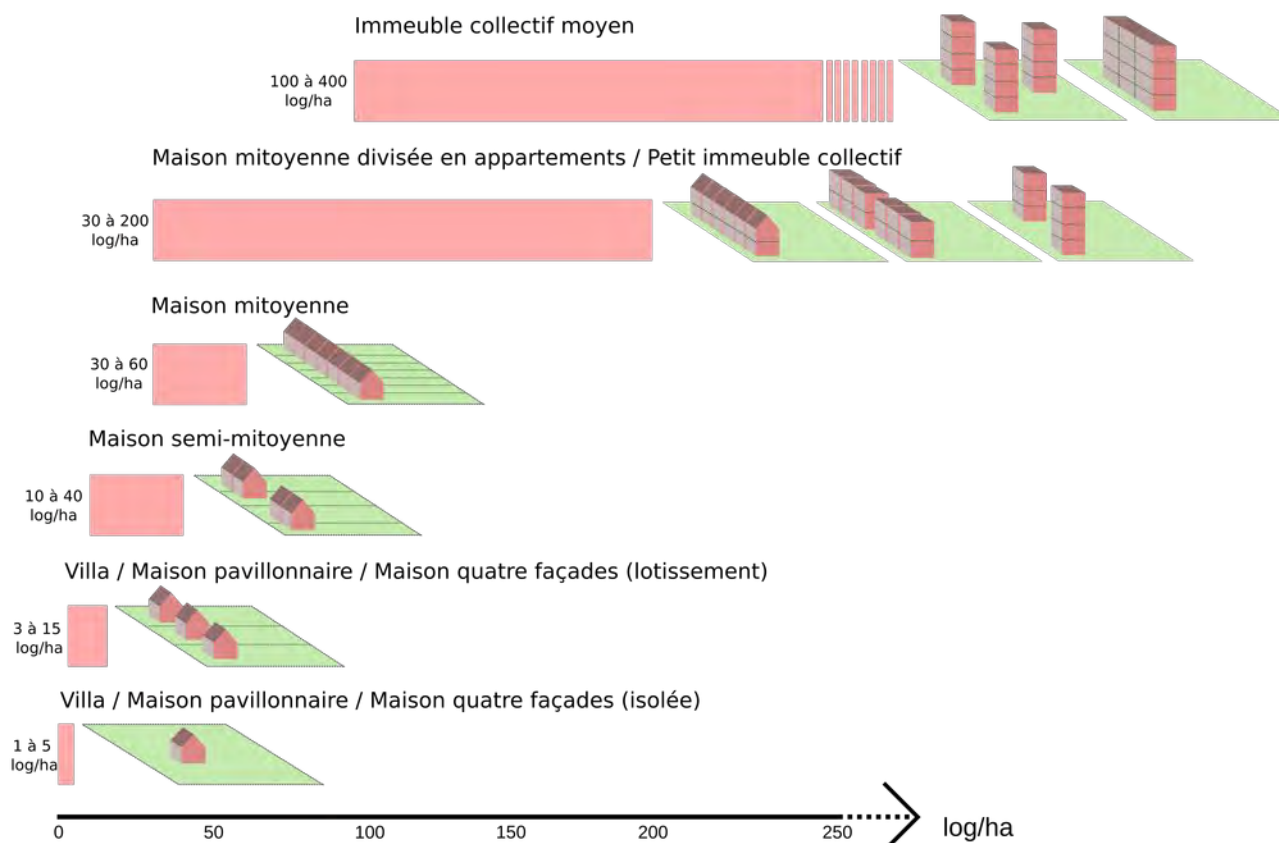 Immeuble collectif moyen
100 à 400
log/ha
Maison mitoyenne divisée en appartements / Petit immeuble collectif
30 à 200
log/ha
Maison mitoyenne
30 à 60
log/ha
Maison semi-mitoyenne
10 à 40
log/ha
Villa / Maison pavillonnaire / Maison quatre façades (lotissement)
3 à 15
log/ha
Villa / Maison pavillonnaire / Maison quatre façades (isolée)
1 à 5
log/ha
0 50 100 150 200 250 log/ha